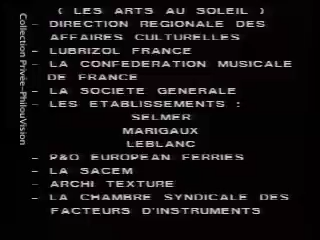 ( LES ARTS AU SOLEIL )
- DIRECTION REGIONALE DES
AFFAIRES CULTURELLES
- LUBRIZOL FRANCE
- LA CONFEDERATION MUSICALE
DE FRANCE
- LA SOCIETE GENERALE
- LES ETABLISSEMENTS :
SELMER
MARIGAUX
LEBLANC
- P&O EUROPEAN FERRIES
- LA SACEM
- ARCHI TEXTURE
- LA CHAMBRE SYNDICALE DES
FACTEURS D'INSTRUMENTS
Collection Privée-PhilouVision